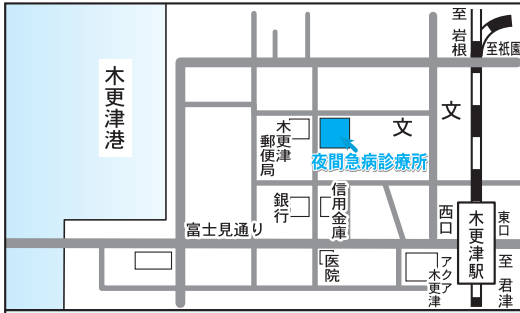 至岩根
至祇園
木更津港
文
文
木更津
郵便局
夜間急病診療所
銀行
信用金庫
富士見通り
西口
東口
木更津駅
医院
アクア
木更津
至君津